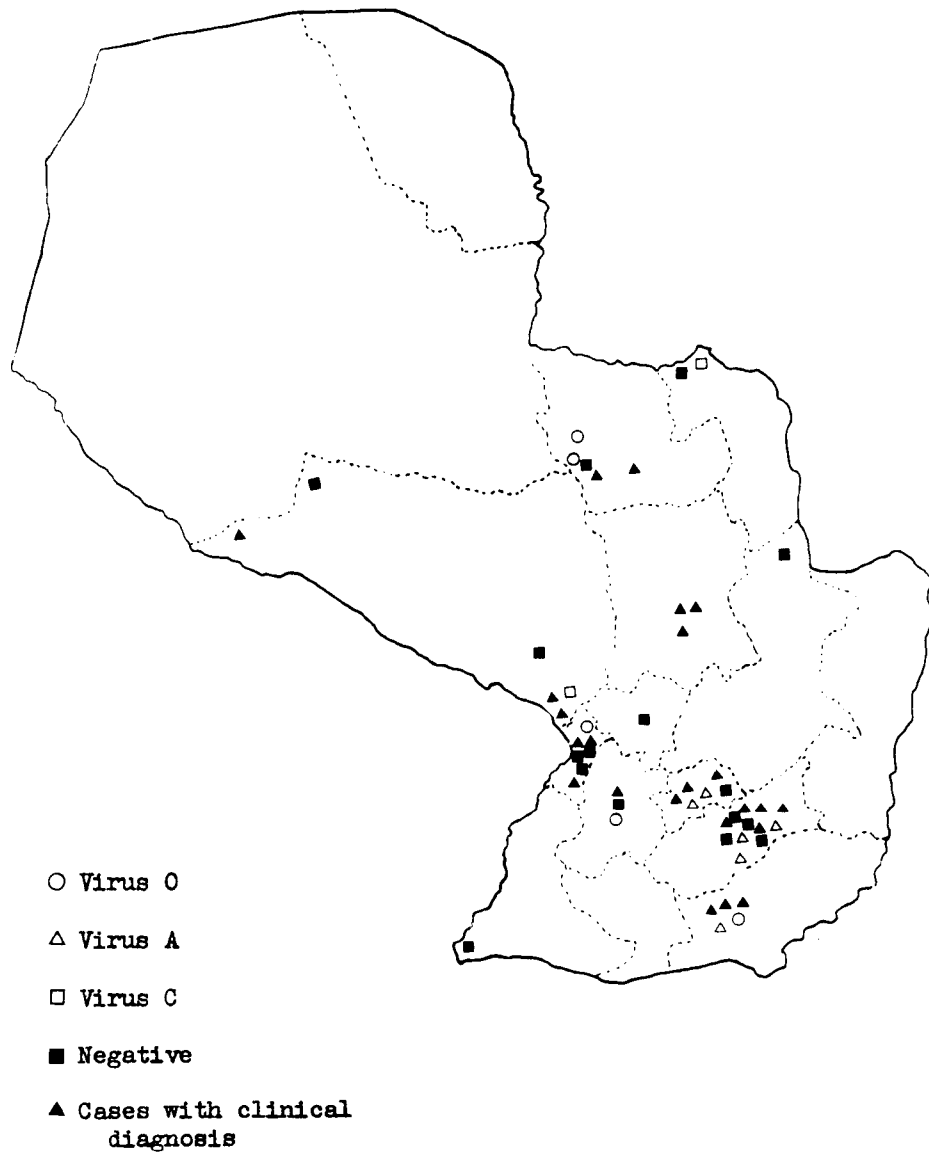 Virus O
Virus A
Virus C
Negative
Cases with clinical
diagnosis